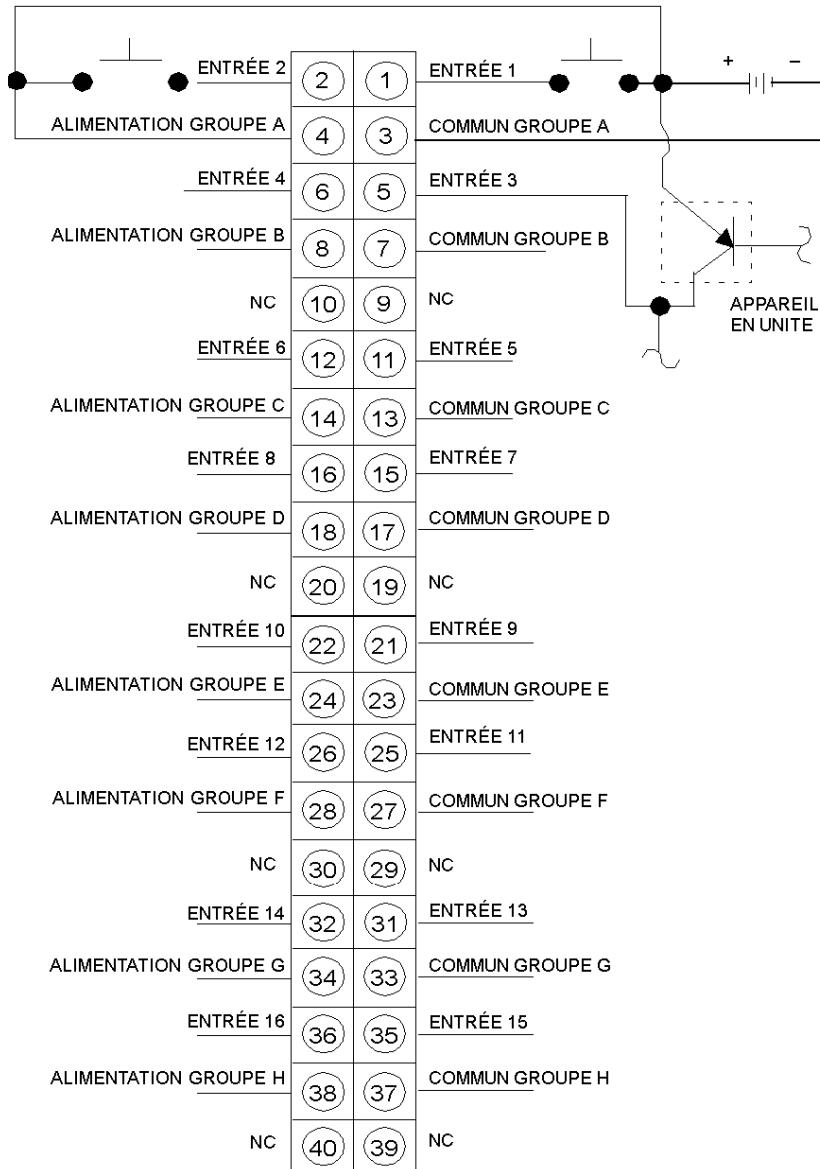 + −
ENTRÉE 2 2 1 ENTRÉE 1
ALIMENTATION GROUPE A 4 3 COMMUN GROUPE A
ENTRÉE 4 6 5 ENTRÉE 3
ALIMENTATION GROUPE B 8 7 COMMUN GROUPE B
NC 10 9 NC
APPAREIL
EN UNITE
ENTRÉE 6 12 11 ENTRÉE 5
ALIMENTATION GROUPE C 14 13 COMMUN GROUPE C
ENTRÉE 8 16 15 ENTRÉE 7
ALIMENTATION GROUPE D 18 17 COMMUN GROUPE D
NC 20 19 NC
ENTRÉE 10 22 21 ENTRÉE 9
ALIMENTATION GROUPE E 24 23 COMMUN GROUPE E
ENTRÉE 12 26 25 ENTRÉE 11
ALIMENTATION GROUPE F 28 27 COMMUN GROUPE F
NC 30 29 NC
ENTRÉE 14 32 31 ENTRÉE 13
ALIMENTATION GROUPE G 34 33 COMMUN GROUPE G
ENTRÉE 16 36 35 ENTRÉE 15
ALIMENTATION GROUPE H 38 37 COMMUN GROUPE H
NC 40 39 NC